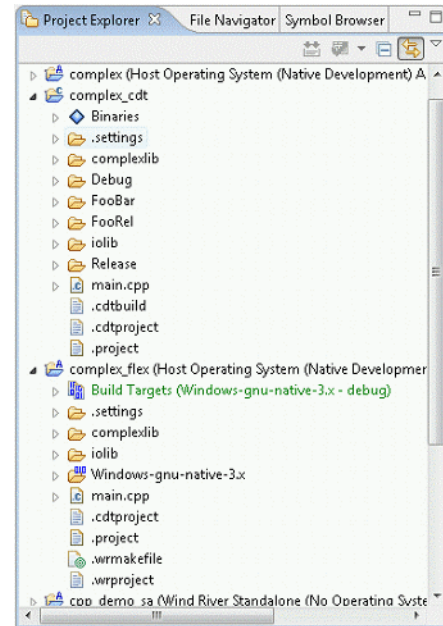 Project Explorer File Navigator Symbol Browser
complex (Host Operating System (Native Development) A
complex_cdt
Binaries
.settings
complexlib
Debug
FooBar
FooRel
iolib
Release
main.cpp
.cdtbuild
.cdtproject
.project
complex_flex (Host Operating System (Native Developmer
Build Targets (Windows-gnu-native-3.x - debug)
.settings
complexlib
iolib
Windows-gnu-native-3.x
main.cpp
.cdtproject
.project
.wrmakefile
.wrproject
cpp_demo_sa (Wind River Standalone (No Operating Syste